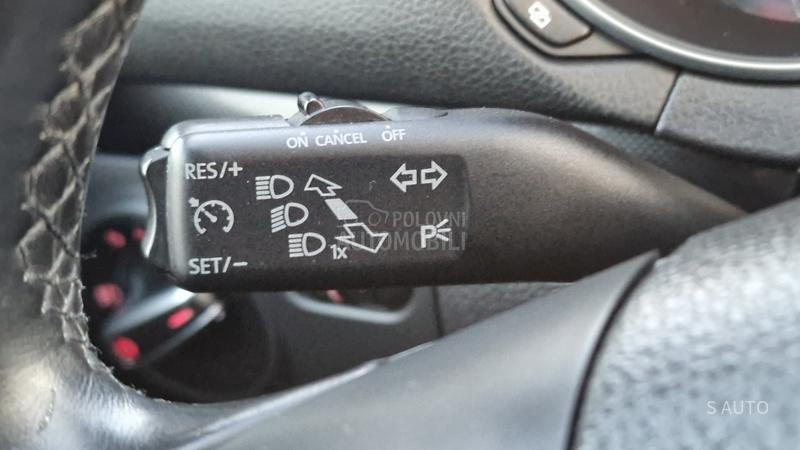 ON CANCEL OFF
RES/+
SET/-
1x
P
POLOVNI
AUTOMOBILI
S AUTO